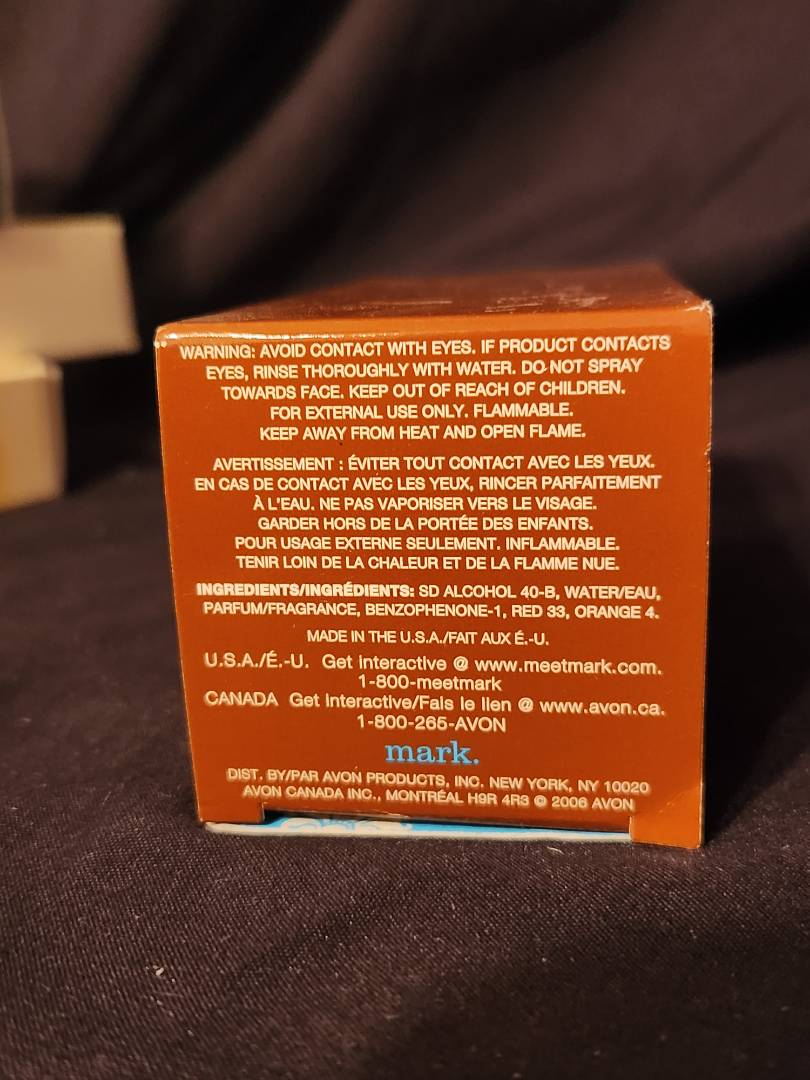 WARNING: AVOID CONTACT WITH EYES. IF PRODUCT CONTACTS
EYES, RINSE THOROUGHLY WITH WATER. DO NOT SPRAY
TOWARDS FACE. KEEP OUT OF REACH OF CHILDREN.
FOR EXTERNAL USE ONLY. FLAMMABLE.
KEEP AWAY FROM HEAT AND OPEN FLAME.
AVERTISSEMENT : ÉVITER TOUT CONTACT AVEC LES YEUX.
EN CAS DE CONTACT AVEC LES YEUX, RINCER PARFAITEMENT
À L'EAU. NE PAS VAPORISER VERS LE VISAGE.
GARDER HORS DE LA PORTÉE DES ENFANTS.
POUR USAGE EXTERNE SEULEMENT. INFLAMMABLE.
TENIR LOIN DE LA CHALEUR ET DE LA FLAMME NUE.
INGREDIENTS/INGRÉDIENTS: SD ALCOHOL 40-B, WATER/EAU,
PARFUM/FRAGRANCE, BENZOPHENONE-1, RED 33, ORANGE 4.
MADE IN THE U.S.A./FAIT AUX É.-U.
U.S.A./É.-U. Get interactive @ www.meetmark.com.
1-800-meetmark
CANADA Get interactive/Fais le lien @ www.avon.ca.
1-800-265-AVON
mark.
DIST. BY/PAR AVON PRODUCTS, INC. NEW YORK, NY 10020
AVON CANADA INC., MONTRÉAL H9R 4R3 © 2006 AVON